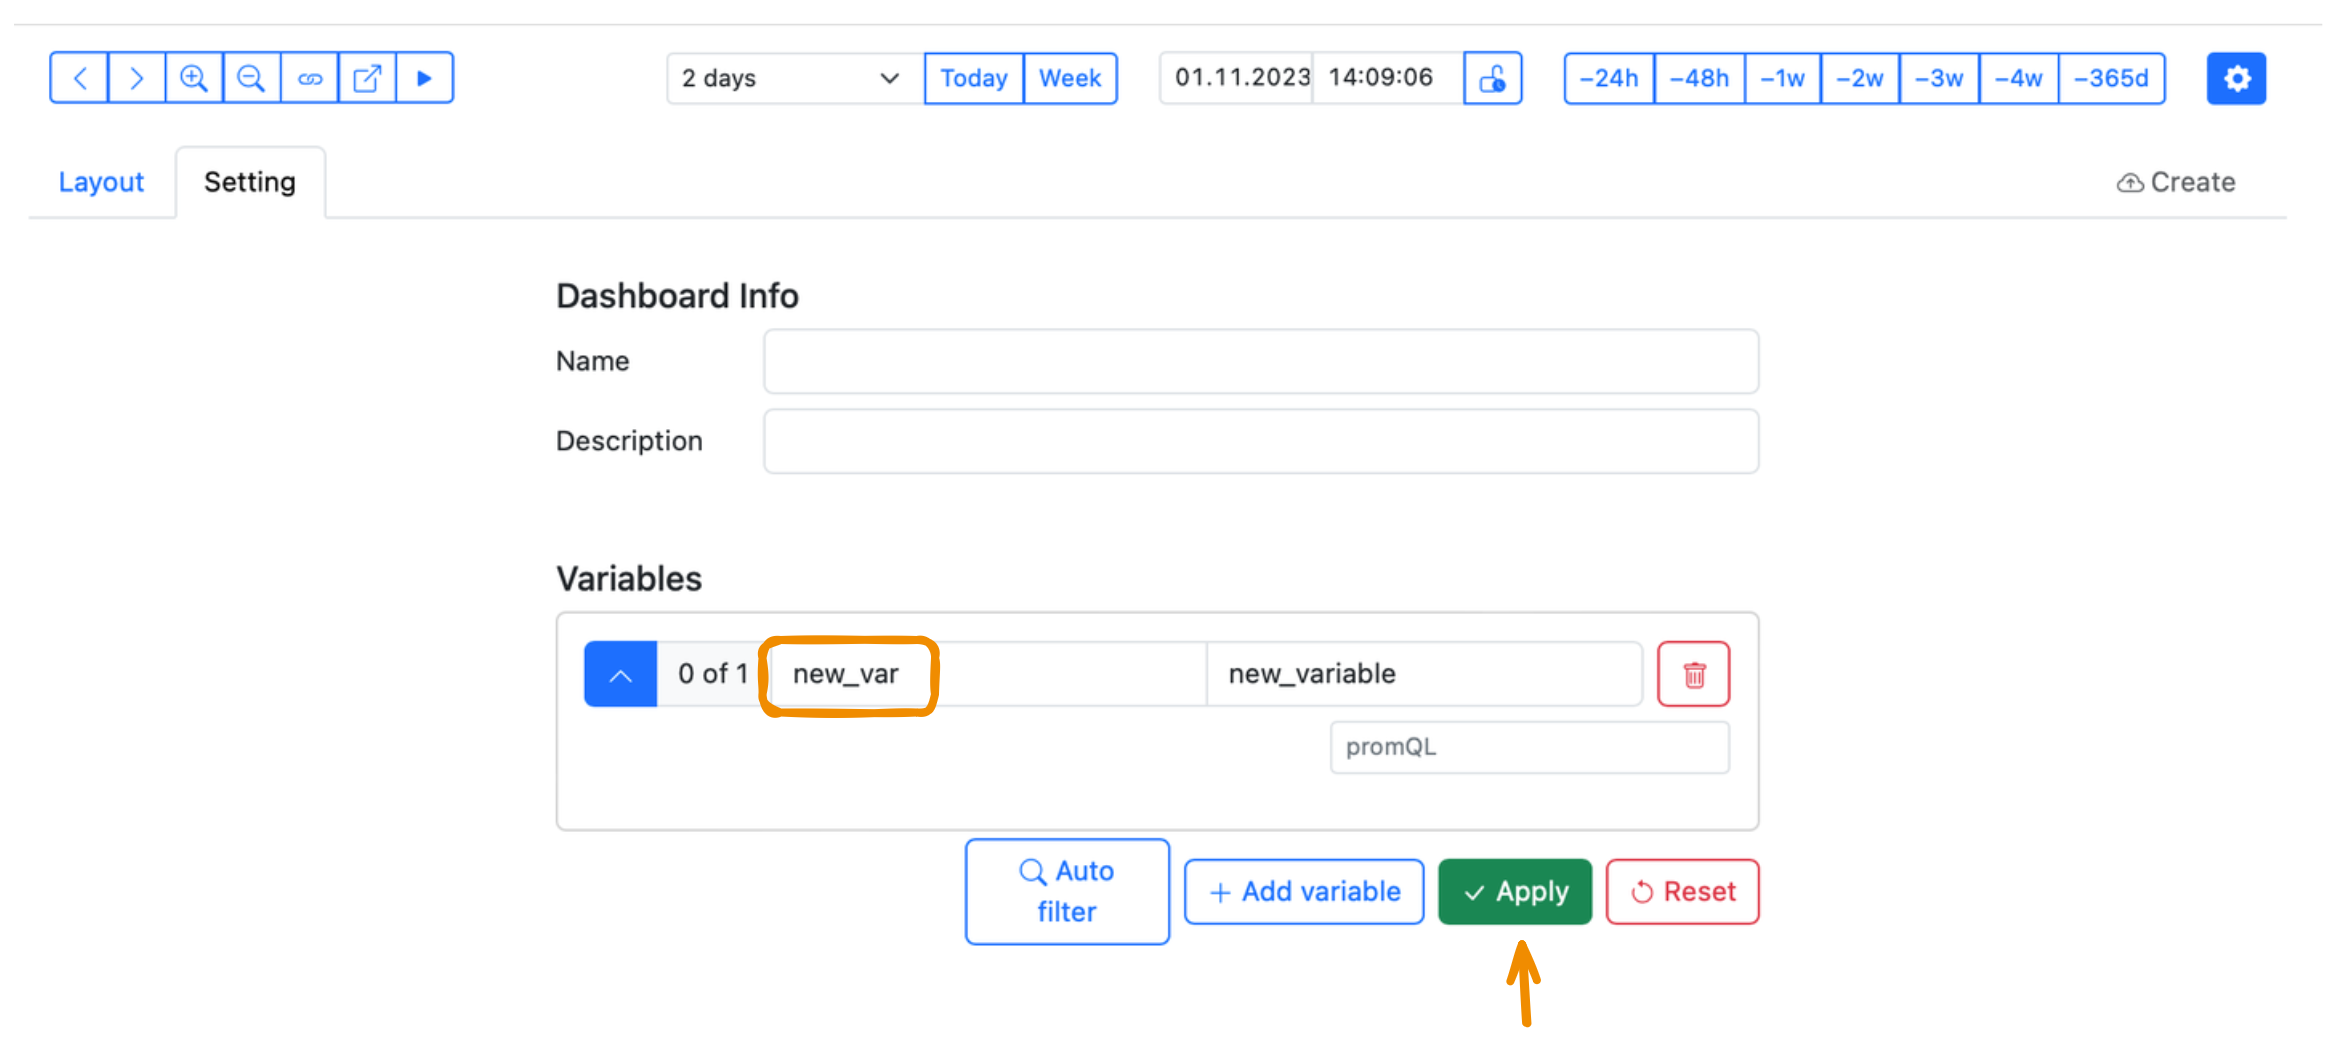 2 days Today Week 01.11.2023 14:09:06 −24h −48h −1w −2w −3w −4w −365d
Layout Setting Create
Dashboard Info
Name
Description
Variables
0 of 1 new_var new_variable
promQL
Auto
filter
Add variable Apply Reset